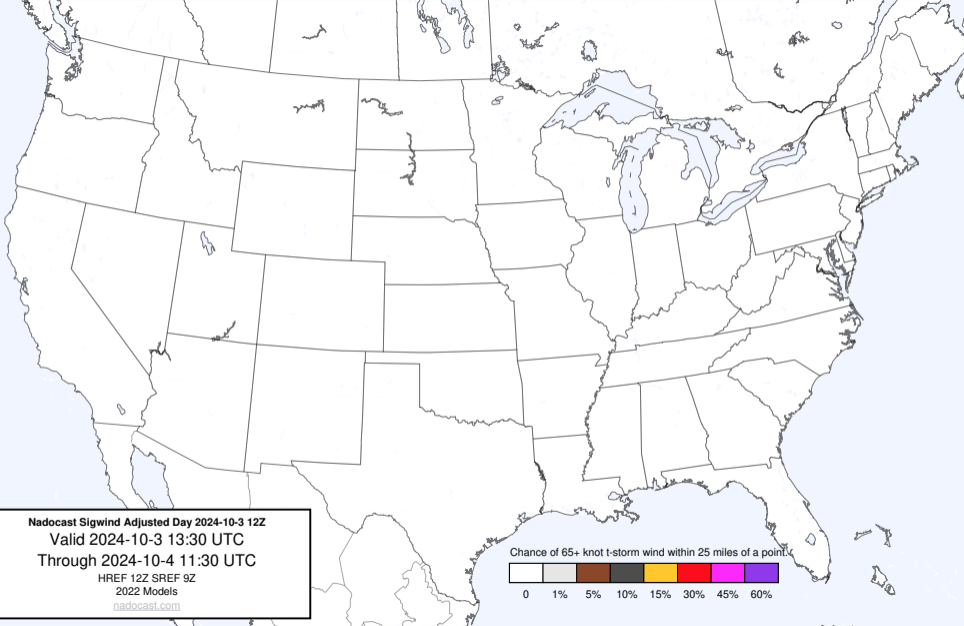 Nadocast Sigwind Adjusted Day 2024-10-3 12Z
Valid 2024-10-3 13:30 UTC
Through 2024-10-4 11:30 UTC
HREF 12Z SREF 9Z
2022 Models
nadocast.com
Chance of 65+ knot t-storm wind within 25 miles of a point.
0 1% 5% 10% 15% 30% 45% 60%